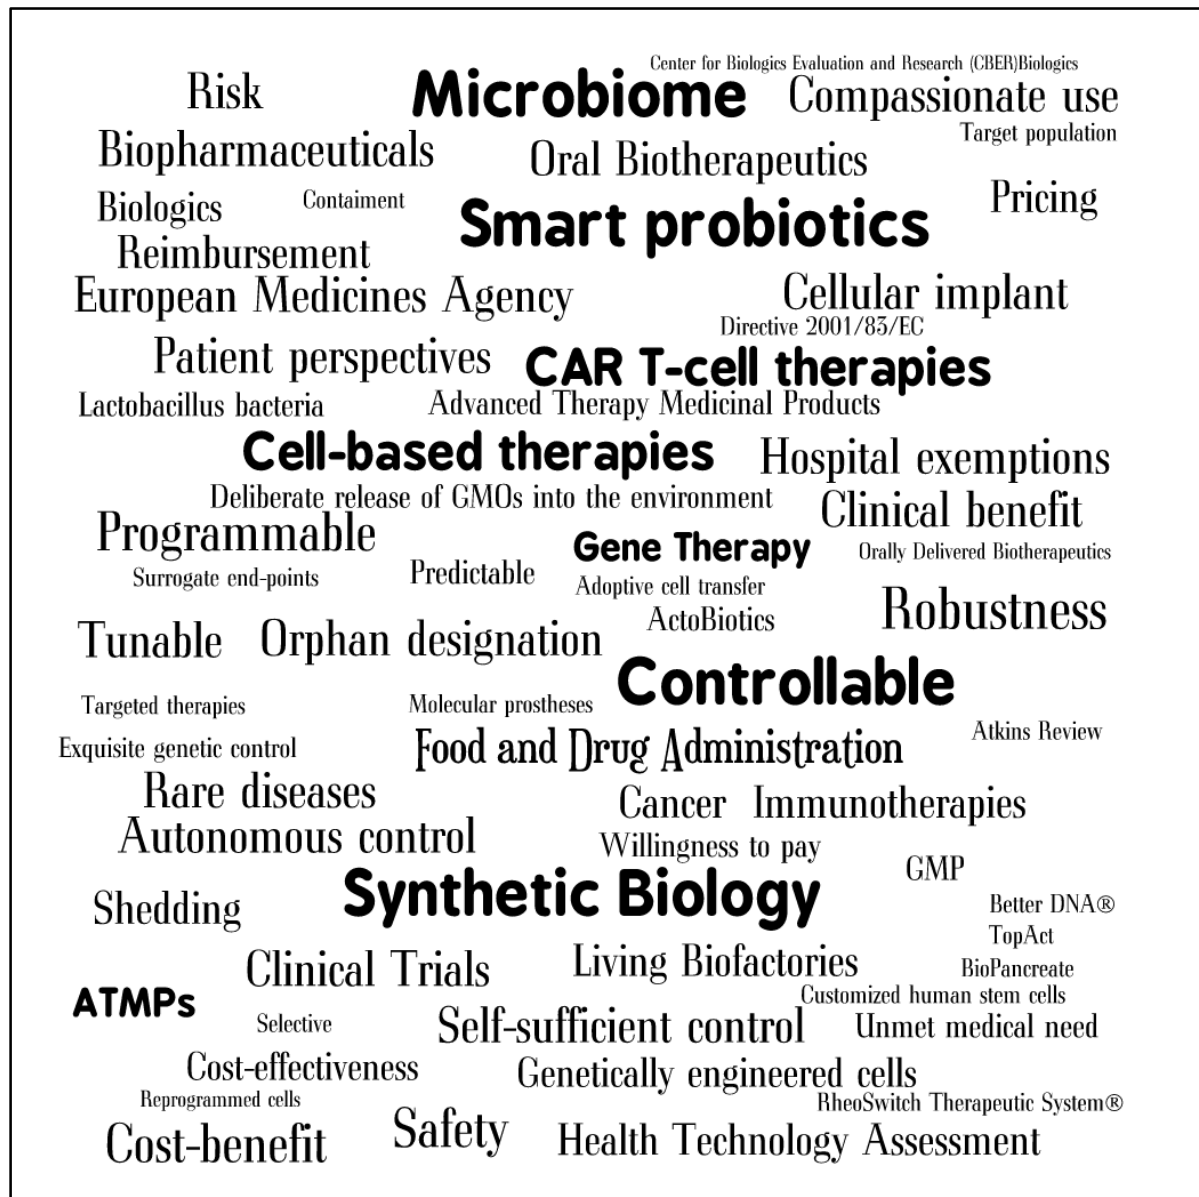 Center for Biologics Evaluation and Research (CBER)Biologics
Risk
Microbiome
Compassionate use
Target population
Biopharmaceuticals
Oral Biotherapeutics
Biologics
Contaiment
Pricing
Smart probiotics
Reimbursement
European Medicines Agency
Cellular implant
Directive 2001/83/EC
Patient perspectives
CAR T-cell therapies
Lactobacillus bacteria
Advanced Therapy Medicinal Products
Cell-based therapies
Hospital exemptions
Deliberate release of GMOs into the environment
Clinical benefit
Programmable
Gene Therapy
Orally Delivered Biotherapeutics
Surrogate end-points
Predictable
Adoptive cell transfer
ActoBiotics
Robustness
Tunable
Orphan designation
Controllable
Targeted therapies
Molecular prostheses
Atkins Review
Exquisite genetic control
Food and Drug Administration
Rare diseases
Cancer Immunotherapies
Autonomous control
Willingness to pay
GMP
Synthetic Biology
Shedding
Better DNA®
TopAct
Clinical Trials
Living Biofactories
BioPancreate
Customized human stem cells
ATMPs
Selective
Self-sufficient control
Unmet medical need
Cost-effectiveness
Genetically engineered cells
Reprogrammed cells
RheoSwitch Therapeutic System®
Cost-benefit
Safety
Health Technology Assessment